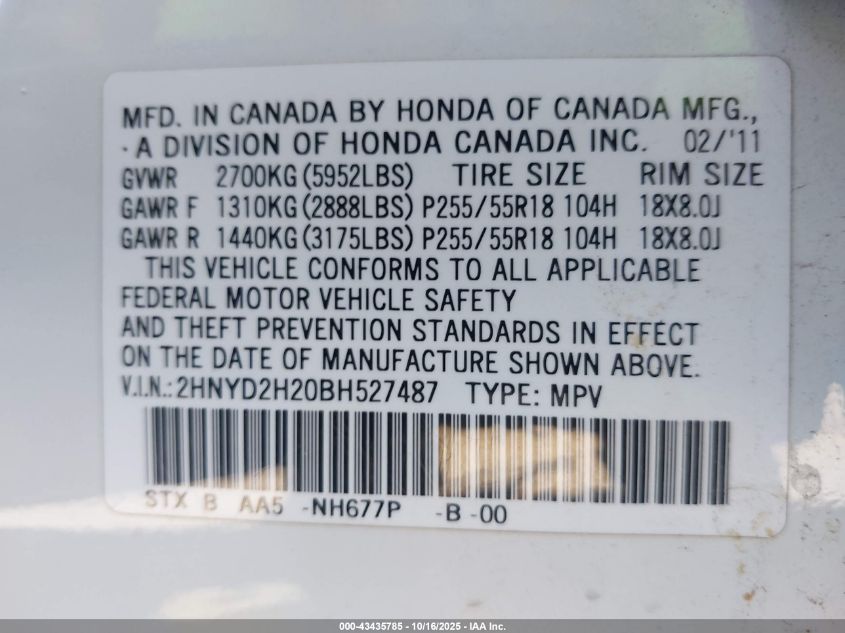 MFD. IN CANADA BY HONDA OF CANADA MFG.,
A DIVISION OF HONDA CANADA INC. 02/'11
GVWR 2700KG(5952LBS) TIRE SIZE RIM SIZE
GAWR F 1310KG(2888LBS) P255/55R18 104H 18X8.0J
GAWR R 1440KG(3175LBS) P255/55R18 104H 18X8.0J
THIS VEHICLE CONFORMS TO ALL APPLICABLE
FEDERAL MOTOR VEHICLE SAFETY
AND THEFT PREVENTION STANDARDS IN EFFECT
ON THE DATE OF MANUFACTURE SHOWN ABOVE.
V.I.N.:2HNYD2H20BH527487 TYPE: MPV
STX B AA5 -NH677P -B -00
000-43435785 - 10/16/2025 - IAA Inc.